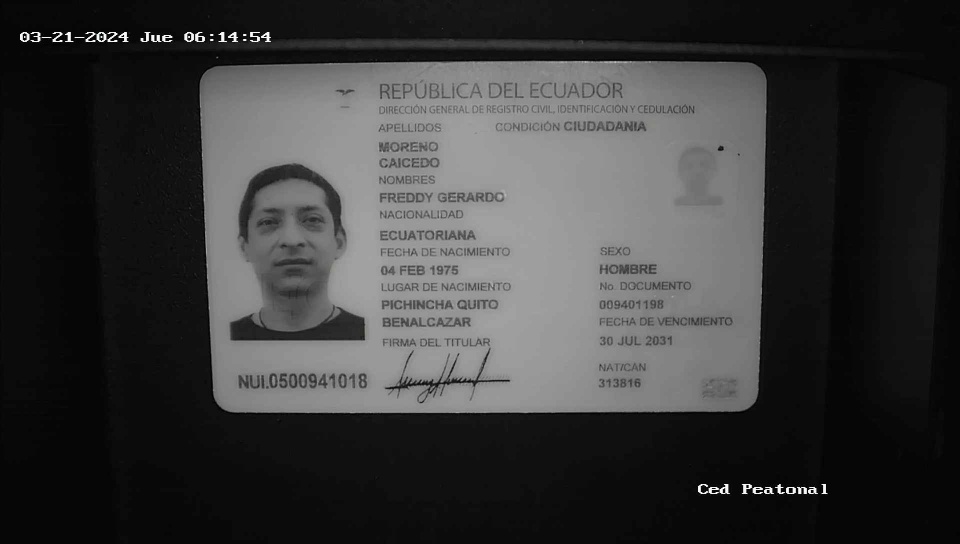 03-21-2024 Jue 06:14:54
REPÚBLICA DEL ECUADOR
DIRECCIÓN GENERAL DE REGISTRO CIVIL, IDENTIFICACIÓN Y CEDULACIÓN
APELLIDOS
CONDICIÓN CIUDADANIA
MORENO
CAICEDO
NOMBRES
FREDDY GERARDO
NACIONALIDAD
ECUATORIANA
FECHA DE NACIMIENTO
SEXO
04 FEB 1975
HOMBRE
LUGAR DE NACIMIENTO
No. DOCUMENTO
PICHINCHA QUITO
009401198
BENALCAZAR
FECHA DE VENCIMIENTO
FIRMA DEL TITULAR
30 JUL 2031
NAT/CAN
NUI.0500941018
313816
Ced Peatonal